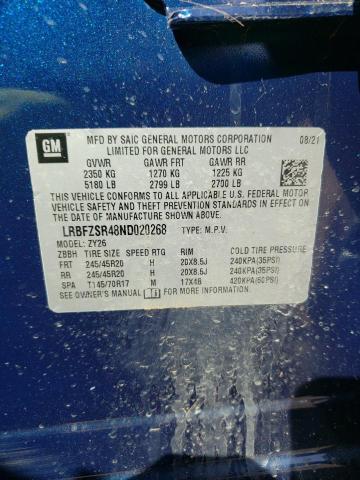 GM
MFD BY SAIC GENERAL MOTORS CORPORATION 08/21
LIMITED FOR GENERAL MOTORS LLC
GVWR GAWR FRT GAWR RR
2350 KG 1270 KG 1225 KG
5180 LB 2799 LB 2700 LB
THIS VEHICLE CONFORMS TO ALL APPLICABLE U.S. FEDERAL MOTOR
VEHICLE SAFETY AND THEFT PREVENTION STANDARDS IN EFFECT
ON THE DATE OF MANUFACTURE SHOWN ABOVE.
LRBFZSR48ND020268 TYPE: M.P.V.
MODEL: ZY26
ZBBH TIRE SIZE SPEED RTG RIM COLD TIRE PRESSURE
FRT 245/45R20 H 20X8.5J 240KPA(35PSI)
RR 245/45R20 H 20X8.5J 240KPA(35PSI)
SPA T145/70R17 M 17X4B 420KPA(60PSI)
SEE OWNER'S MANUAL FOR ADDITIONAL INFORMATION